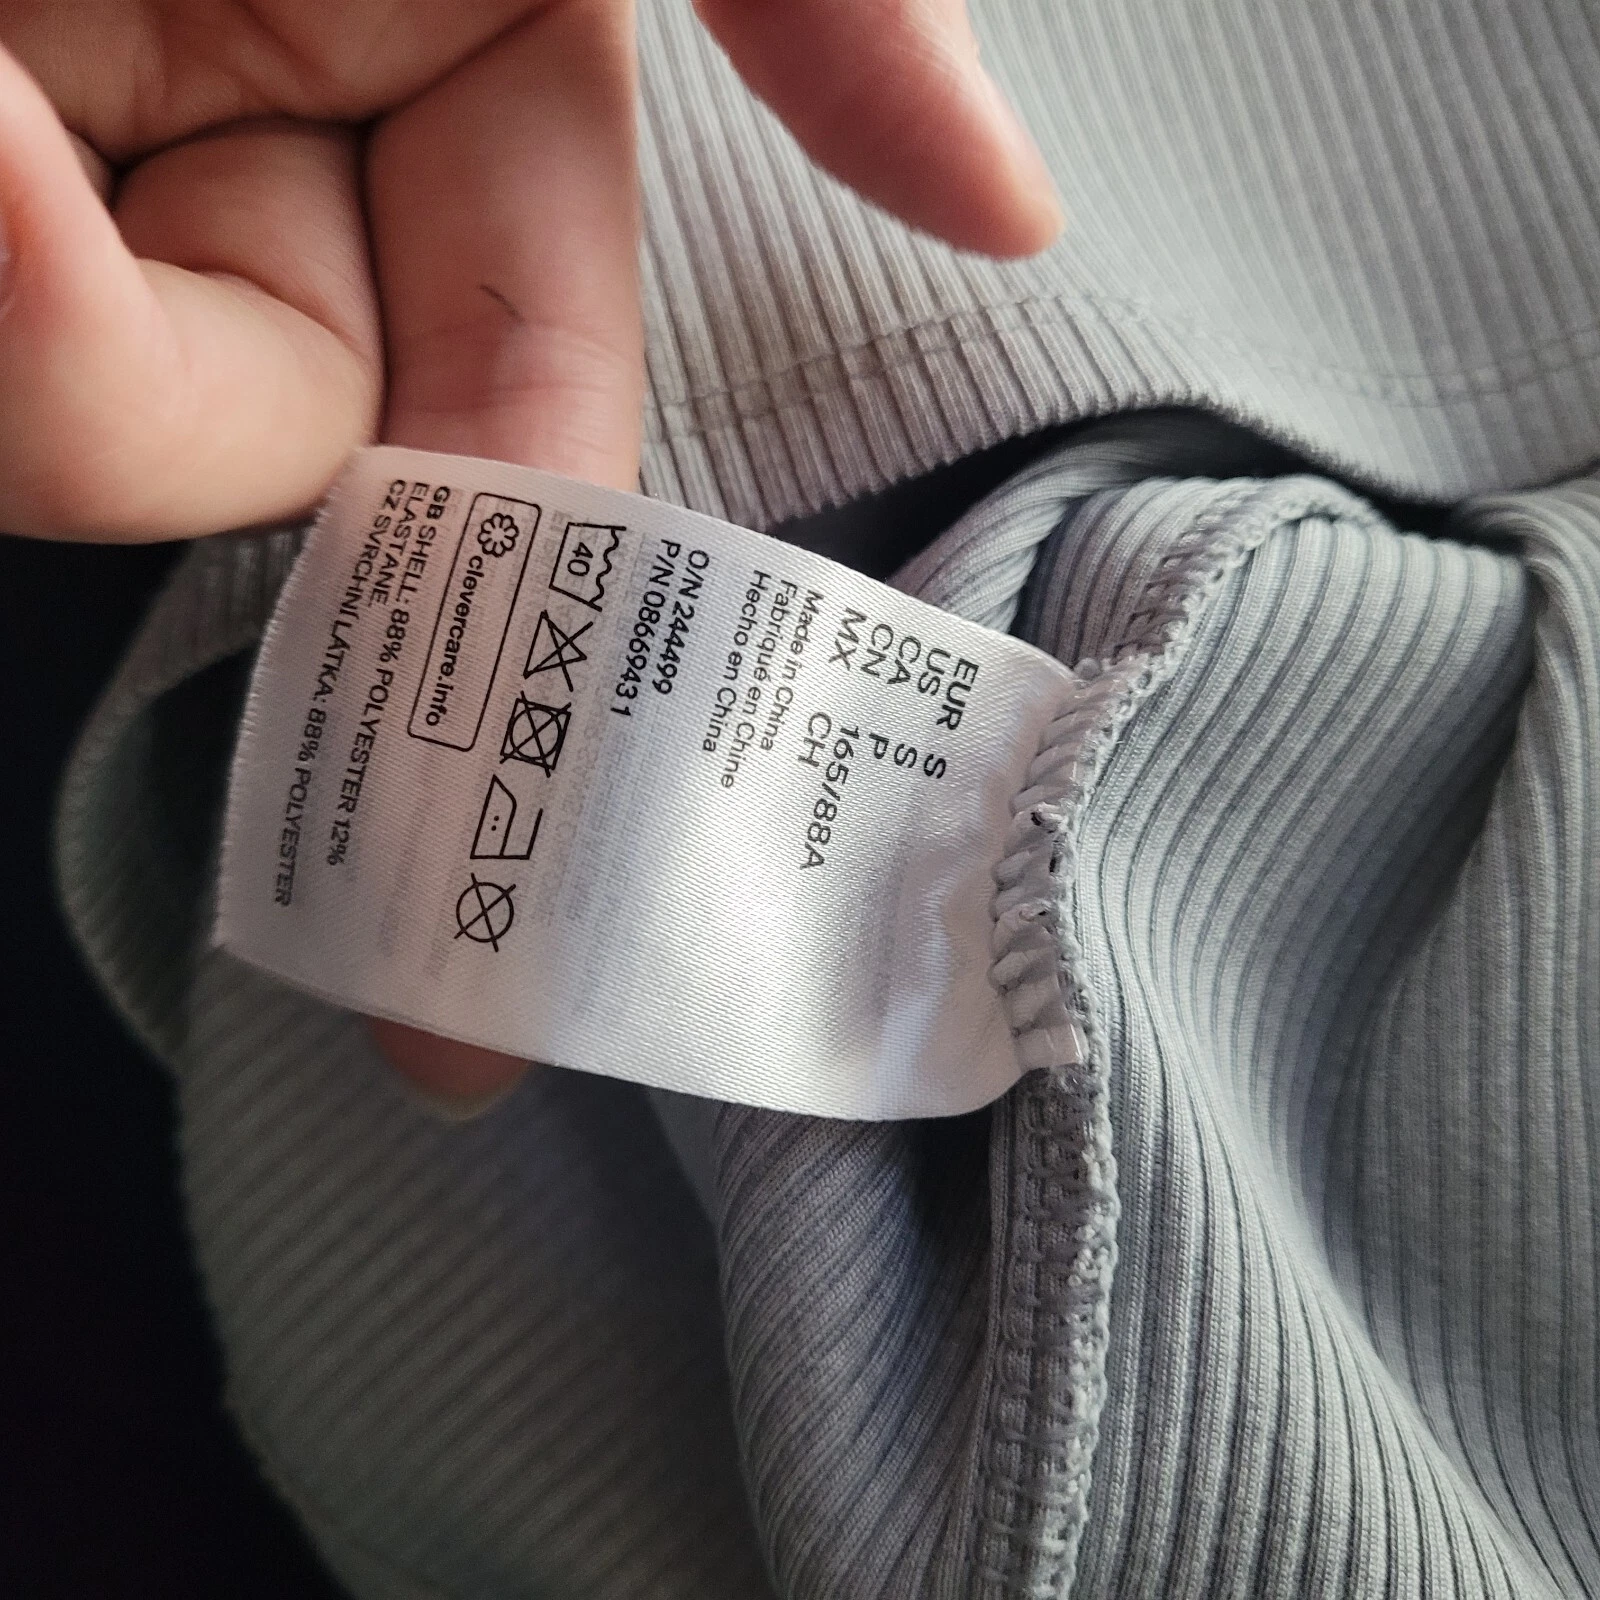 EUR S
US S
CA P
CN 165/88A
MX CH
Made in China
Fabriqué en Chine
Hecho en China
O/N 244499
P/N 0866943 1
40
clevercare.info
GB SHELL: 88% POLYESTER 12%
ELASTANE
CZ SVRCHNÍ LÁTKA: 88% POLYESTER